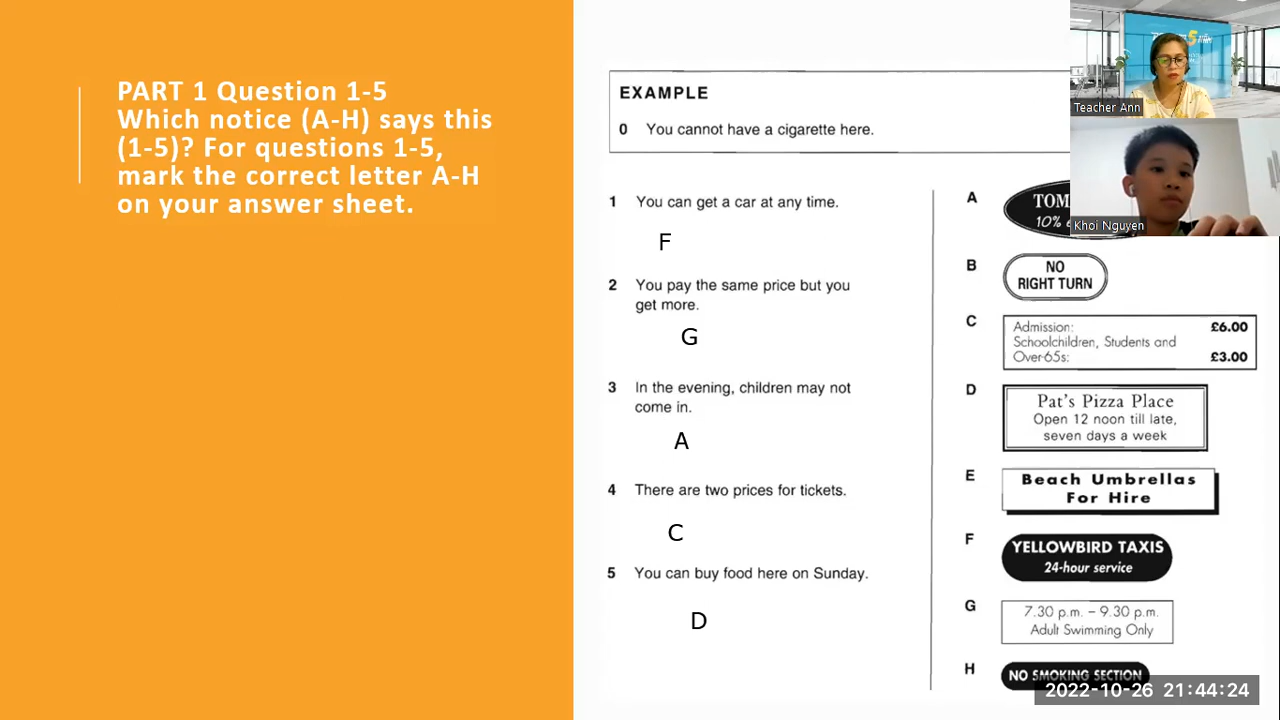 PART 1 Question 1-5
Which notice (A-H) says this
(1-5)? For questions 1-5,
mark the correct letter A-H
on your answer sheet.
EXAMPLE
0 You cannot have a cigarette here.
1 You can get a car at any time.
F
2 You pay the same price but you
get more.
G
3 In the evening, children may not
come in.
A
4 There are two prices for tickets.
C
5 You can buy food here on Sunday.
D
A TOM
10%
B NO
RIGHT TURN
C Admission: £6.00
Schoolchildren, Students and
Over-65s: £3.00
D Pat's Pizza Place
Open 12 noon till late,
seven days a week
E Beach Umbrellas
For Hire
F YELLOWBIRD TAXIS
24-hour service
G 7.30 p.m. – 9.30 p.m.
Adult Swimming Only
H NO SMOKING SECTION
Teacher Ann
Khoi Nguyen
2022-10-26 21:44:24